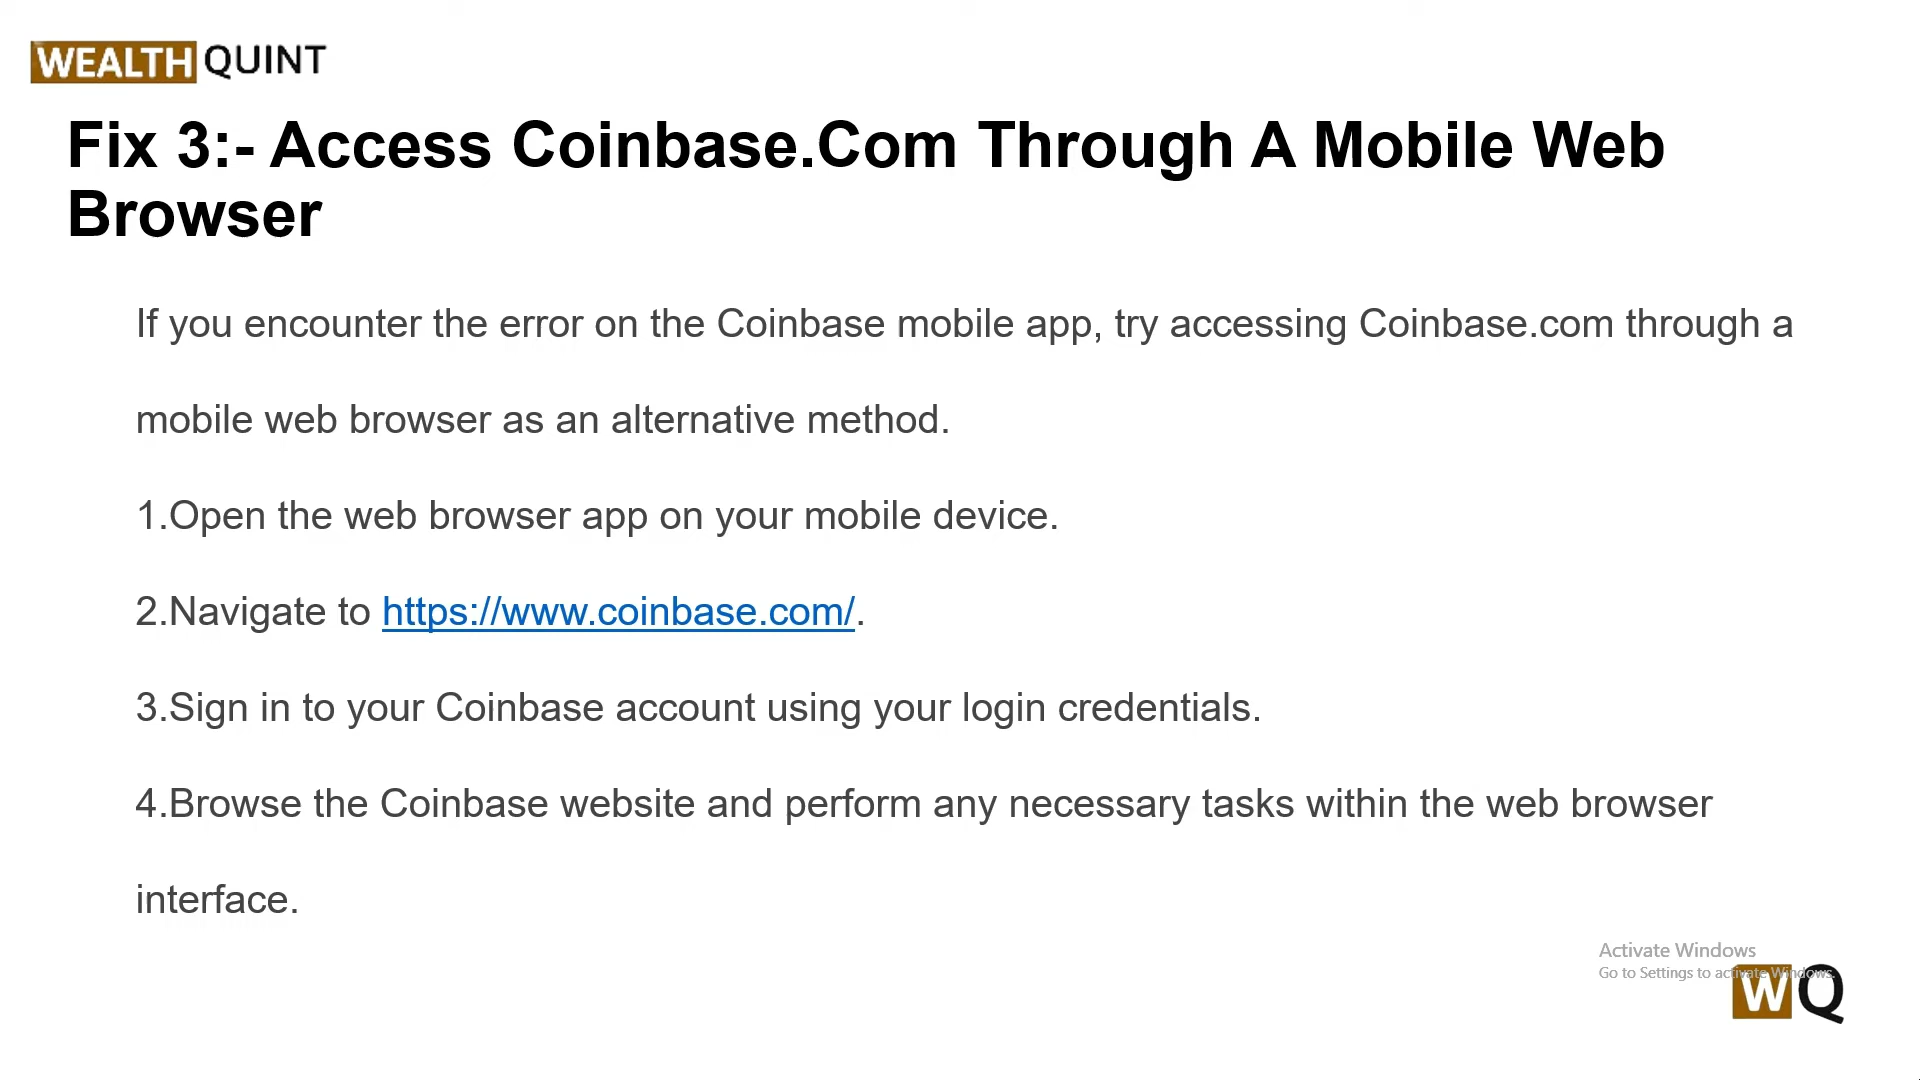 WEALTH QUINT
Fix 3:- Access Coinbase.Com Through A Mobile Web
Browser
If you encounter the error on the Coinbase mobile app, try accessing Coinbase.com through a
mobile web browser as an alternative method.
1.Open the web browser app on your mobile device.
2.Navigate to https://www.coinbase.com/.
3.Sign in to your Coinbase account using your login credentials.
4.Browse the Coinbase website and perform any necessary tasks within the web browser
interface.
Activate Windows
Go to Settings to activate Windows.
WQ